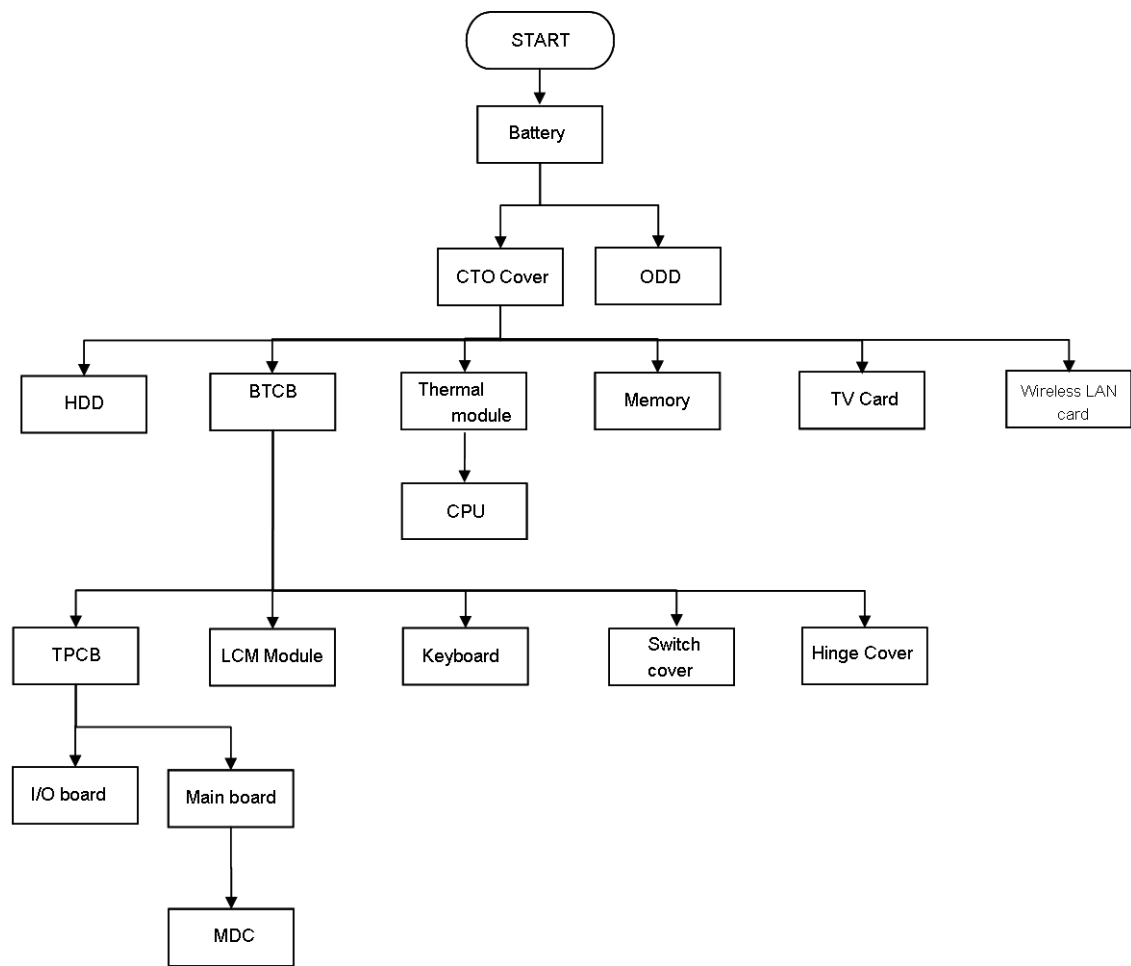 START
Battery
CTO Cover
ODD
HDD
BTCB
Thermal
module
Memory
TV Card
Wireless LAN
card
CPU
TPCB
LCM Module
Keyboard
Switch
cover
Hinge Cover
I/O board
Main board
MDC